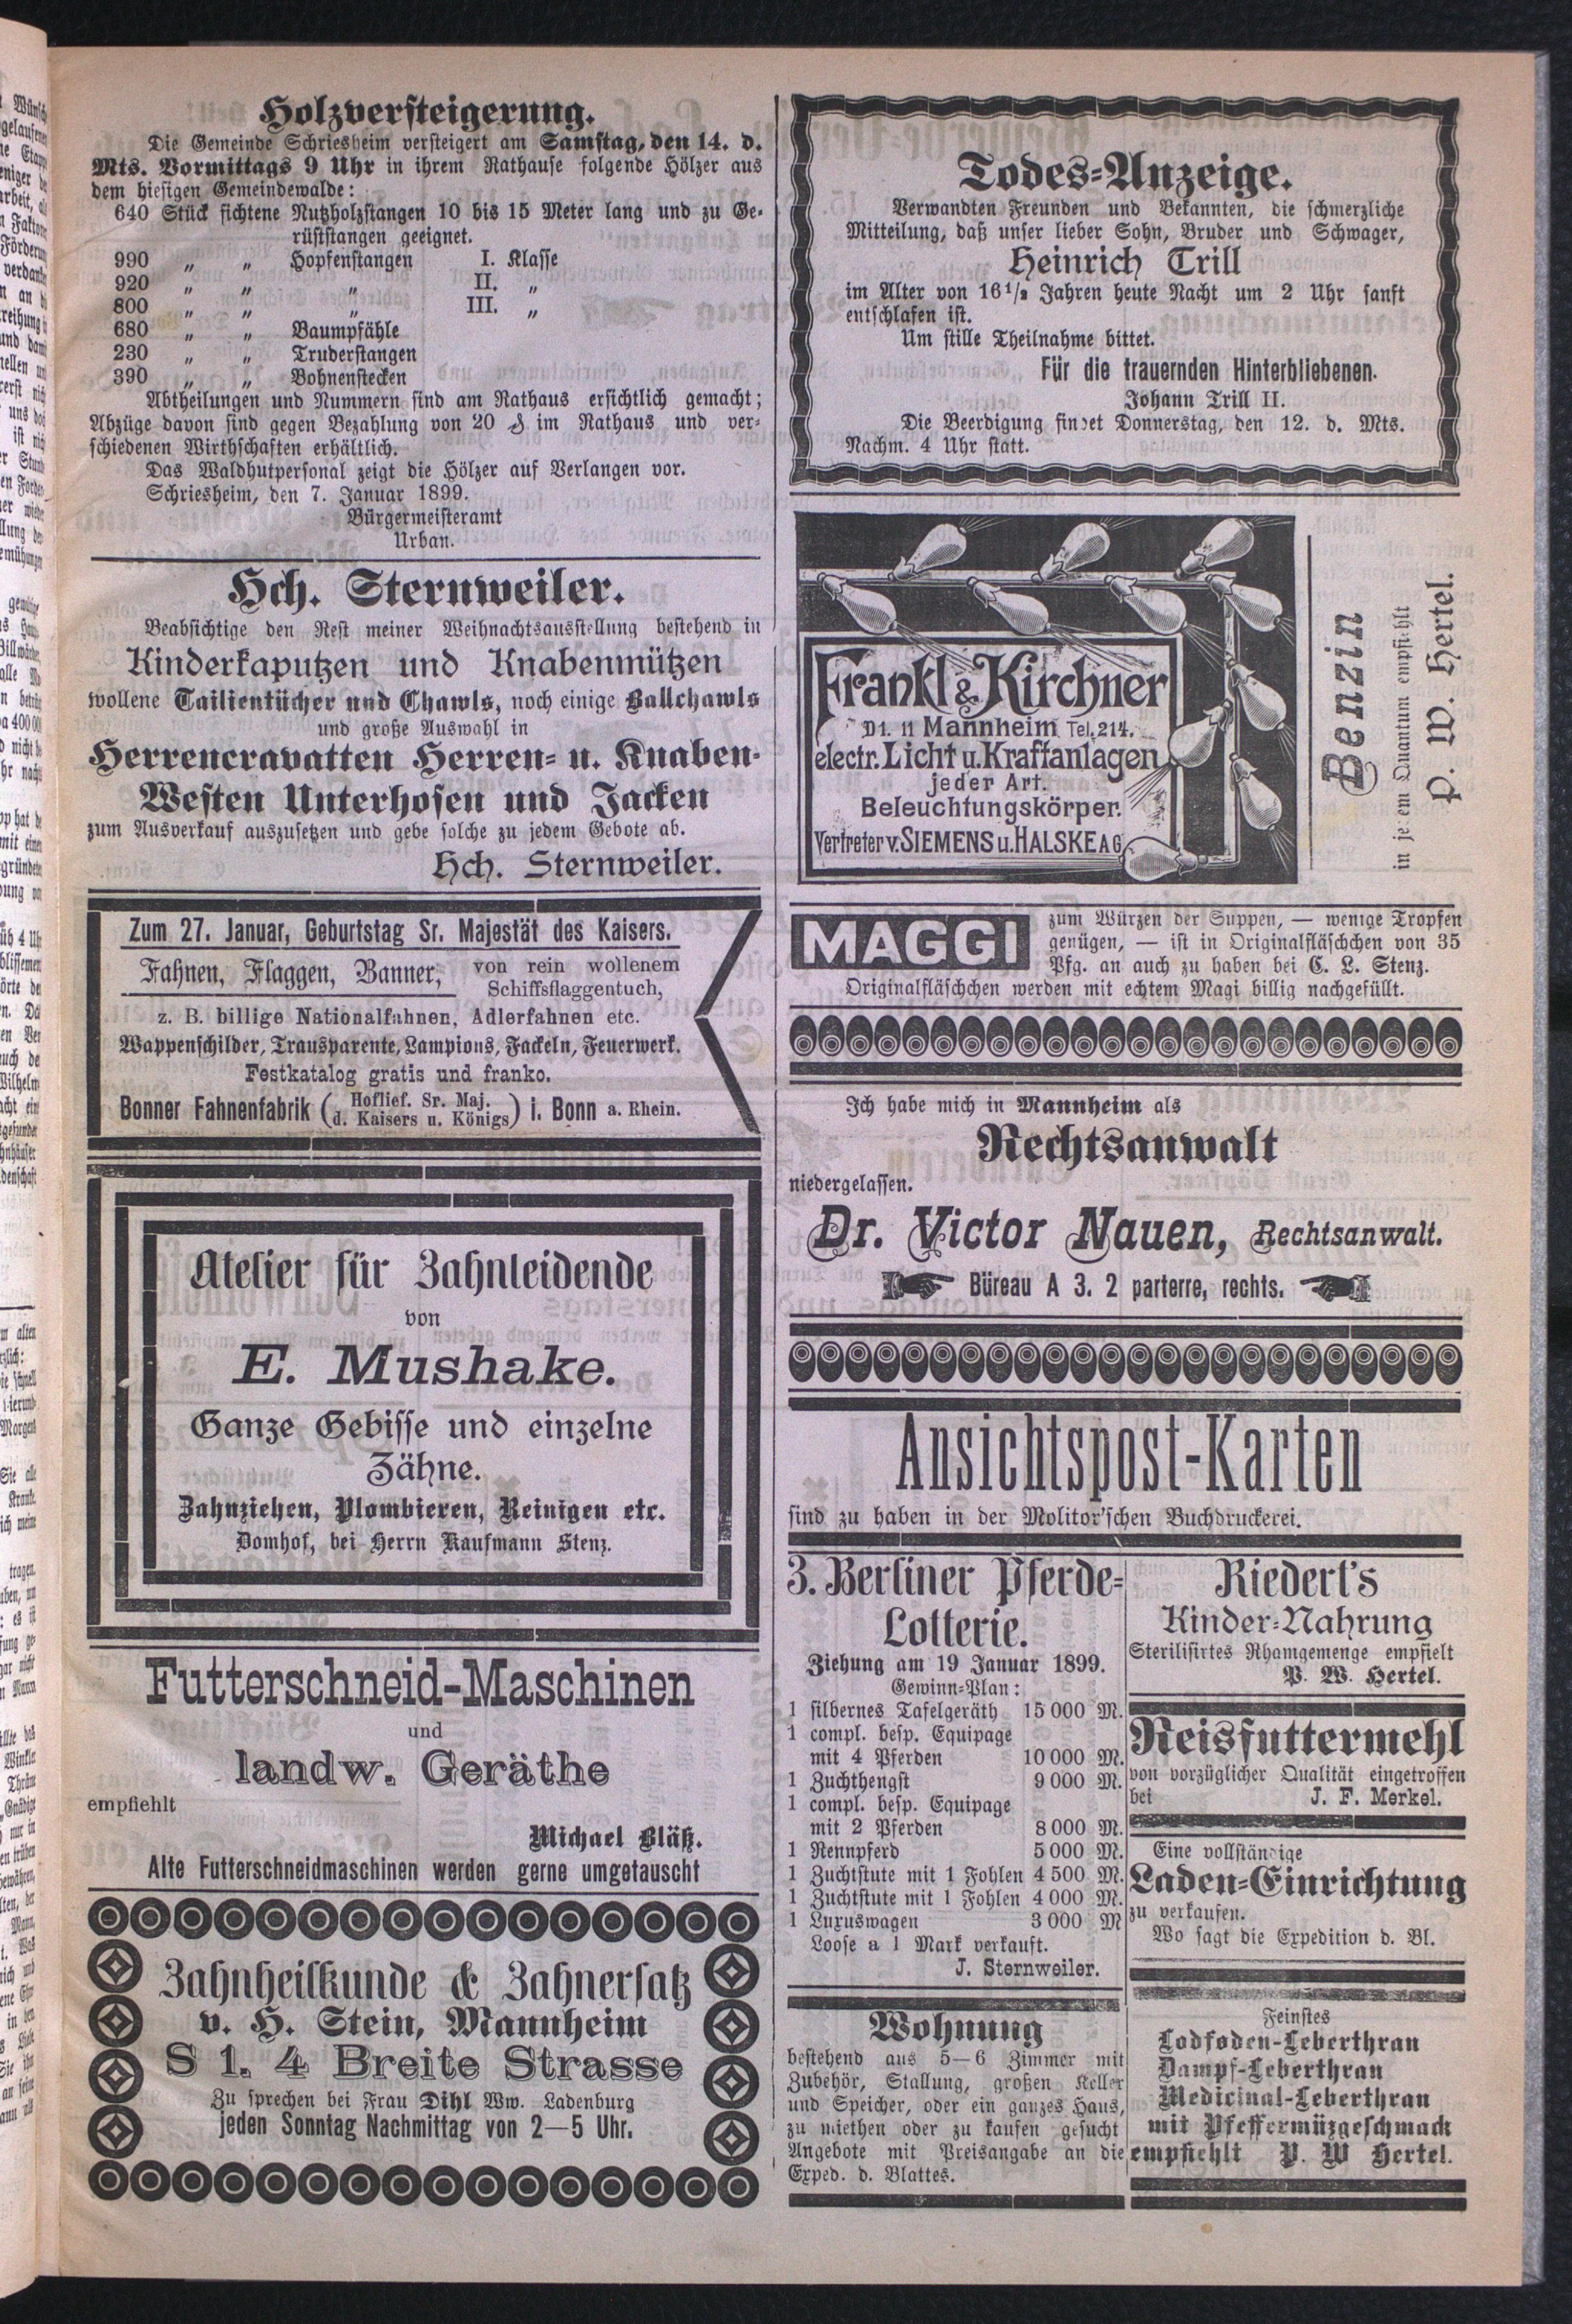 Holzversteigerung.
Die Gemeinde Schriesheim versteigert am Samstag, den 14. d.
Mts. Vormittags 9 Uhr in ihrem Rathause folgende Hölzer aus
dem hiesigen Gemeindewalde:
640 Stück fichtene Nutzholzstangen 10 bis 15 Meter lang und zu Ge-
rüststangen geeignet.
990 „ „ Hopfenstangen I. Klasse
920 „ „ „ II. „
800 „ „ „ III. „
680 „ „ Baumpfähle
230 „ „ Truderstangen
390 „ „ Bohnenstecken
Abtheilungen und Nummern sind am Rathaus ersichtlich gemacht;
Abzüge davon sind gegen Bezahlung von 20 ₰ im Rathaus und ver-
schiedenen Wirthschaften erhältlich.
Das Waldhutpersonal zeigt die Hölzer auf Verlangen vor.
Schriesheim, den 7. Januar 1899.
Bürgermeisteramt
Urban.
Hch. Sternweiler.
Beabsichtige den Rest meiner Weihnachtsausstellung bestehend in
Kinderkaputzen und Knabenmützen
wollene Tailientücher und Chawls, noch einige Ballchawls
und große Auswahl in
Herrencravatten Herren- u. Knaben-
Westen Unterhosen und Jacken
zum Ausverkauf auszusetzen und gebe solche zu jedem Gebote ab.
Hch. Sternweiler.
Zum 27. Januar, Geburtstag Sr. Majestät des Kaisers.
Fahnen, Flaggen, Banner, von rein wollenem
Schiffsflaggentuch,
z. B. billige Nationalfahnen, Adlerfahnen etc.
Wappenschilder, Trausparente, Lampions, Fackeln, Feuerwerk.
Festkatalog gratis und franko.
Bonner Fahnenfabrik (Hoflief. Sr. Maj. d. Kaisers u. Königs) i. Bonn a. Rhein.
Atelier für Zahnleidende
von
E. Mushake.
Ganze Gebisse und einzelne
Zähne.
Zahnziehen, Plombieren, Reinigen etc.
Domhof, bei Herrn Kaufmann Stenz.
Futterschneid-Maschinen
und
landw. Geräthe
empfiehlt
Michael Bläß.
Alte Futterschneidmaschinen werden gerne umgetauscht
Zahnheilkunde & Zahnersatz
v. H. Stein, Mannheim
S 1. 4 Breite Strasse
Zu sprechen bei Frau Dihl Ww. Ladenburg
jeden Sonntag Nachmittag von 2—5 Uhr.
Todes-Anzeige.
Verwandten Freunden und Bekannten, die schmerzliche
Mitteilung, daß unser lieber Sohn, Bruder und Schwager,
Heinrich Trill
im Alter von 16 1/2 Jahren heute Nacht um 2 Uhr sanft
entschlafen ist.
Um stille Theilnahme bittet.
Für die trauernden Hinterbliebenen.
Johann Trill II.
Die Beerdigung findet Donnerstag, den 12. d. Mts.
Nachm. 4 Uhr statt.
Frankl & Kirchner
D1. 11 Mannheim Tel. 214.
electr. Licht u. Kraftanlagen
jeder Art.
Beleuchtungskörper.
Vertreter v. SIEMENS u. HALSKE AG
Benzin
in jedem Quantum empfiehlt
P. W. Hertel.
MAGGI zum Würzen der Suppen, — wenige Tropfen
genügen, — ist in Originalfläschchen von 35
Pfg. an auch zu haben bei C. L. Stenz.
Originalfläschchen werden mit echtem Magi billig nachgefüllt.
Ich habe mich in Mannheim als
Rechtsanwalt
niedergelassen.
Dr. Victor Nauen, Rechtsanwalt.
Büreau A 3. 2 parterre, rechts.
Ansichtspost-Karten
sind zu haben in der Molitor'schen Buchdruckerei.
3. Berliner Pferde-
Lotterie.
Ziehung am 19 Januar 1899.
Gewinn-Plan:
1 silbernes Tafelgeräth 15 000 M.
1 compl. besp. Equipage
mit 4 Pferden 10 000 M.
1 Zuchthengst 9 000 M.
1 compl. besp. Equipage
mit 2 Pferden 8 000 M.
1 Rennpferd 5 000 M.
1 Zuchtstute mit 1 Fohlen 4 500 M.
1 Zuchtstute mit 1 Fohlen 4 000 M.
1 Luxuswagen 3 000 M
Loose a 1 Mark verkauft.
J. Sternweiler.
Wohnung
bestehend aus 5—6 Zimmer mit
Zubehör, Stallung, großen Keller
und Speicher, oder ein ganzes Haus,
zu miethen oder zu kaufen gesucht
Angebote mit Preisangabe an die
Exped. d. Blattes.
Riedert's
Kinder-Nahrung
Sterilisirtes Rhamgemenge empfielt
P. W. Hertel.
Reisfuttermehl
von vorzüglicher Qualität eingetroffen
bei J. F. Merkel.
Eine vollständige
Laden-Einrichtung
zu verkaufen.
Wo sagt die Expedition d. Bl.
Feinstes
Lodfoden-Leberthran
Dampf-Leberthran
Medicinal-Leberthran
mit Pfeffermüzgeschmack
empfiehlt P. W Hertel.